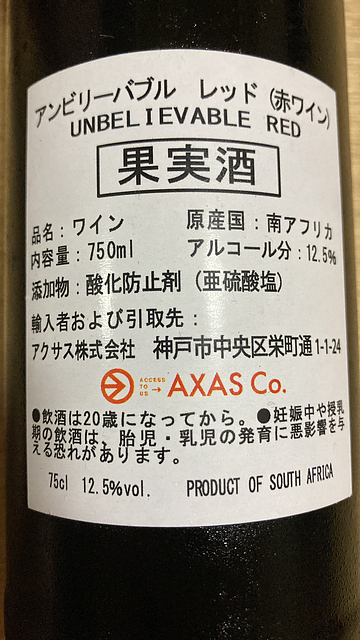 アンビリーバブル レッド (赤ワイン)
UNBELIEVABLE RED
果実酒
品名：ワイン 原産国：南アフリカ
内容量：750ml アルコール分：12.5%
添加物：酸化防止剤（亜硫酸塩）
輸入者および引取先：
アクサス株式会社 神戸市中央区栄町通1-1-24
ACCESS TO US → AXAS Co.
●飲酒は20歳になってから。●妊娠中や授乳
期の飲酒は、胎児・乳児の発育に悪影響を与
える恐れがあります。
75cl 12.5%vol. PRODUCT OF SOUTH AFRICA